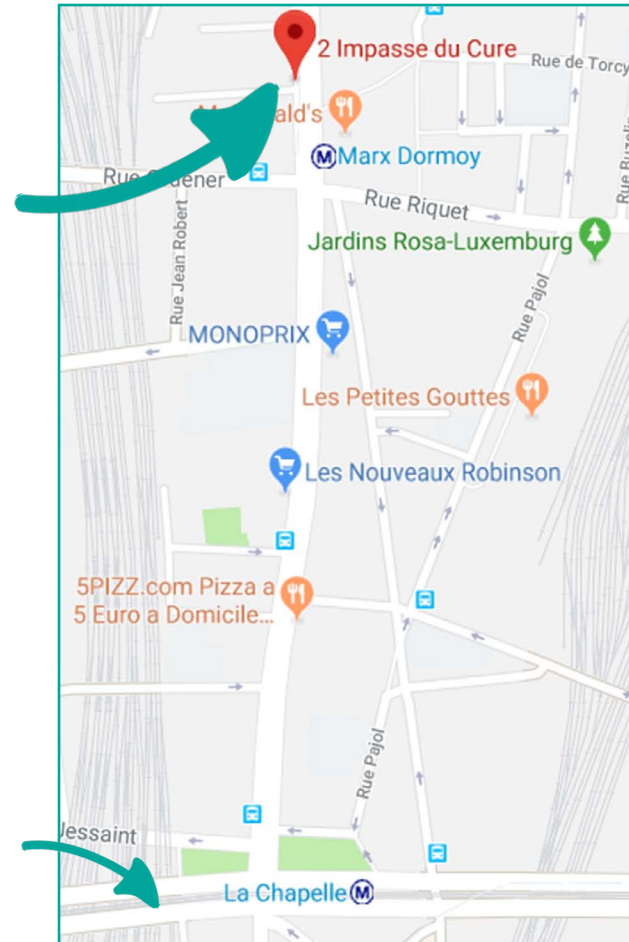 2 Impasse du Cure
Rue de Torcy
M
Marx Dormoy
Rue Riquet
Jardins Rosa-Luxemburg
Rue Jean Robert
Rue Pajol
MONOPRIX
Les Petites Gouttes
Les Nouveaux Robinson
5PIZZ.com Pizza a
5 Euro a Domicile...
Rue Pajol
Jessaint
La Chapelle M